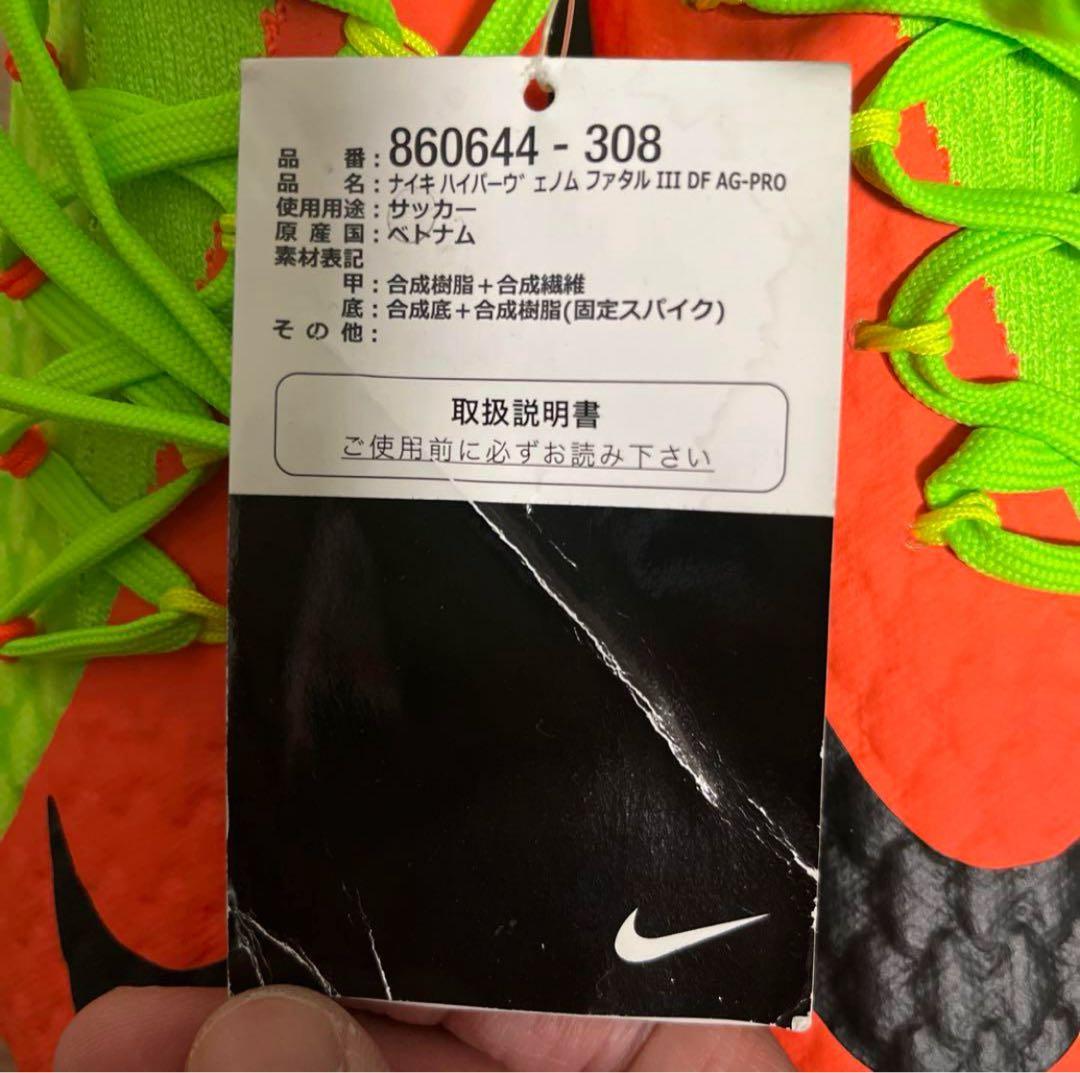 品番：860644 - 308
品名：ナイキ ハイパーヴェノム ファタル III DF AG-PRO
使用用途：サッカー
原産国：ベトナム
素材表記
甲：合成樹脂＋合成繊維
底：合成底＋合成樹脂(固定スパイク)
その他：
取扱説明書
ご使用前に必ずお読み下さい